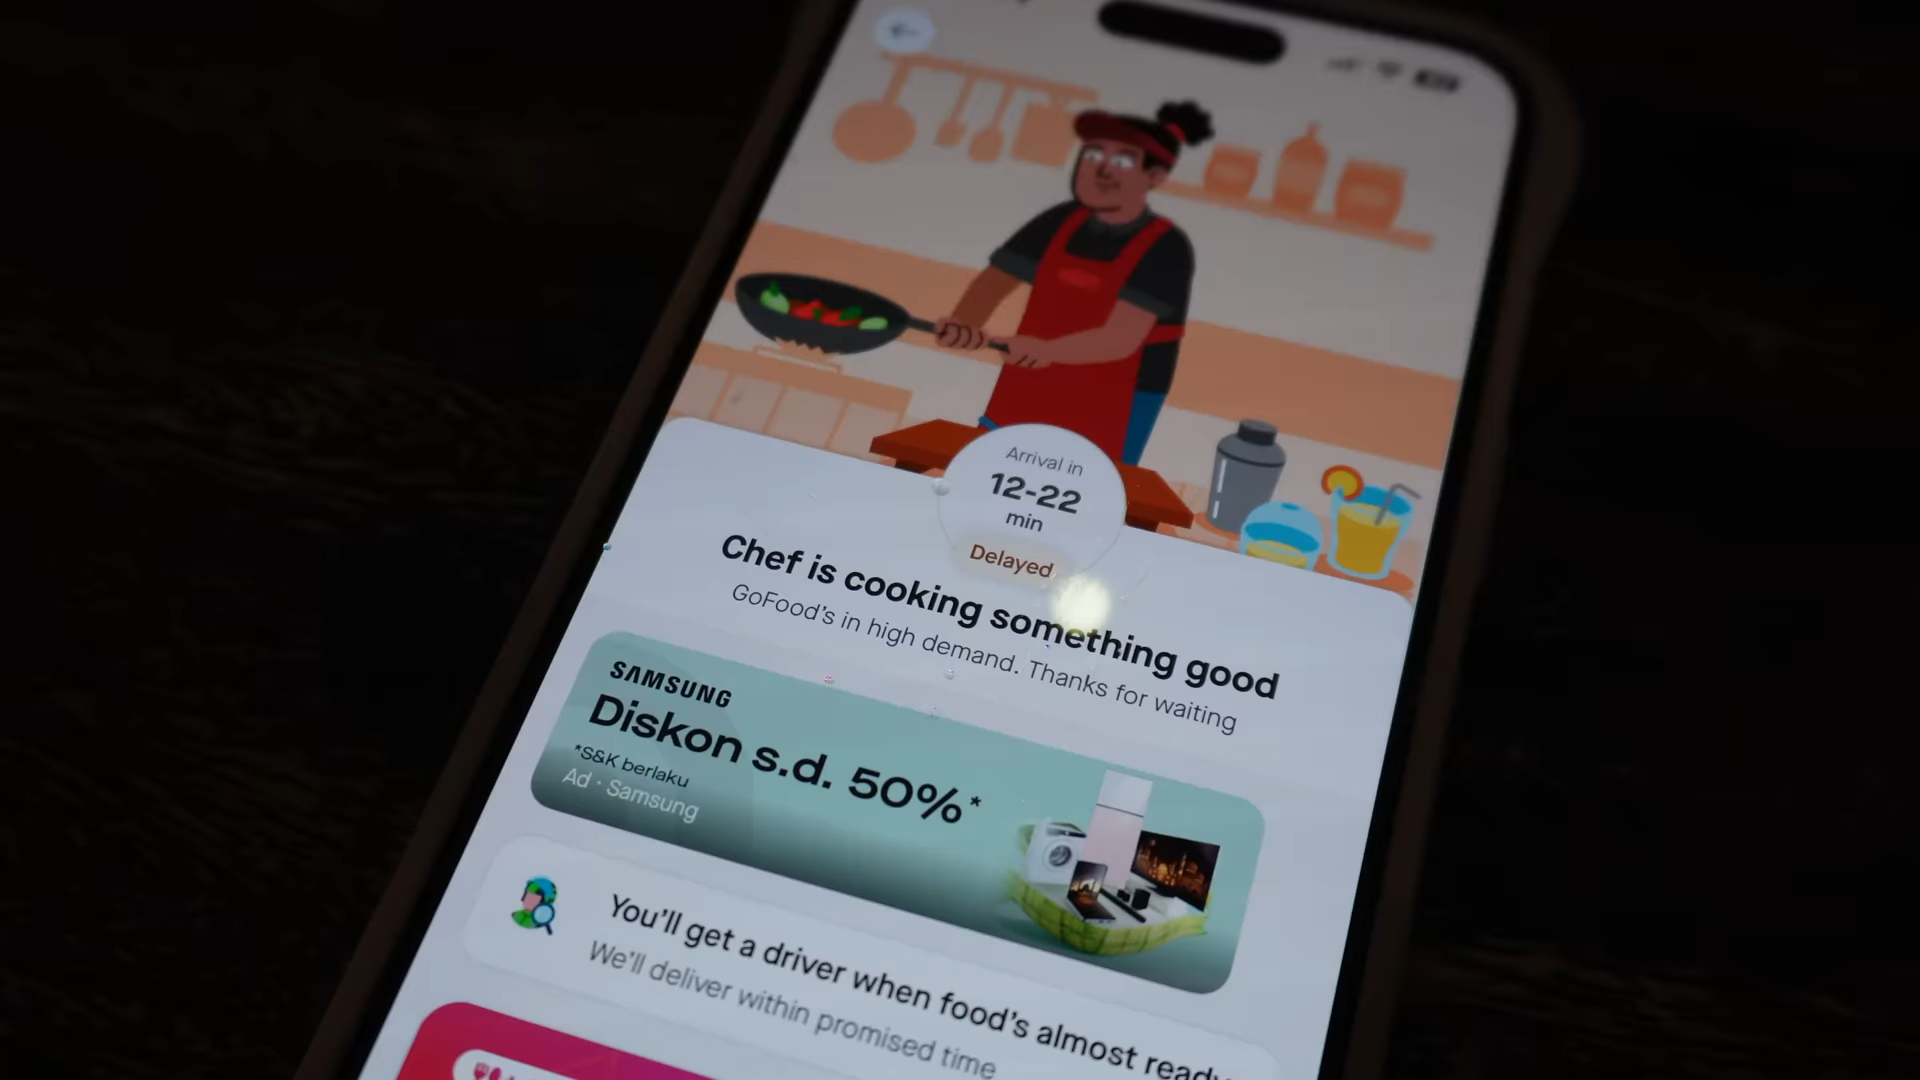 Arrival in
12-22
min
Delayed
Chef is cooking something good
GoFood's in high demand. Thanks for waiting
SAMSUNG
Diskon s.d. 50%*
*S&K berlaku
Ad · Samsung
You'll get a driver when food's almost ready
We'll deliver within promised time